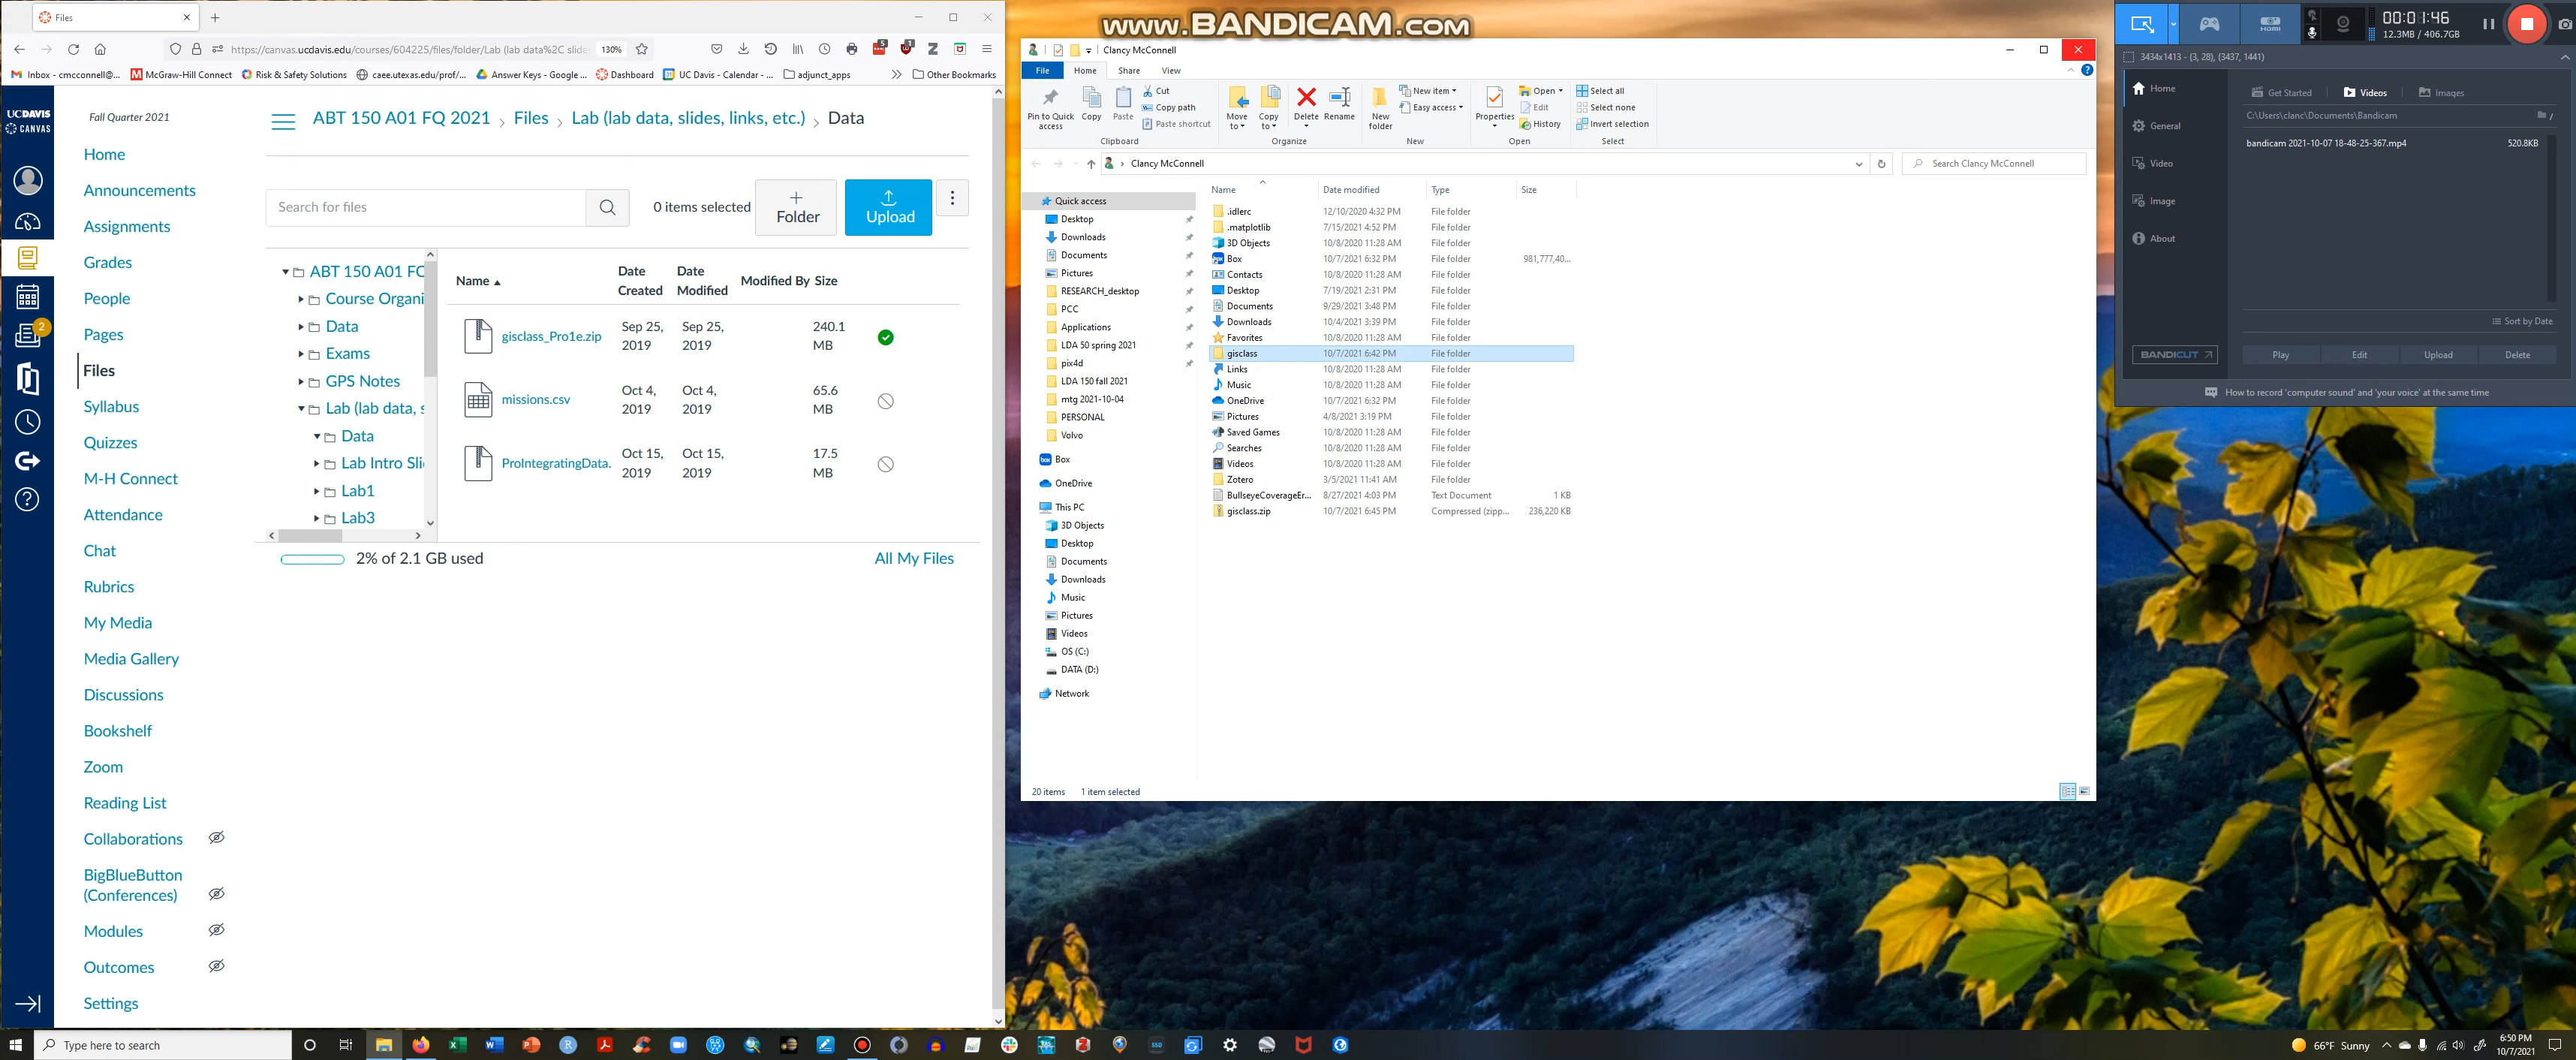 Files
https://canvas.ucdavis.edu/courses/604225/files/folder/Lab (lab data%2C slide
130%
Inbox - cmcconnell@...
McGraw-Hill Connect
Risk & Safety Solutions
caee.utexas.edu/prof/...
Answer Keys - Google ...
Dashboard
UC Davis - Calendar - ...
adjunct_apps
Other Bookmarks
UCDAVIS
CANVAS
2
Fall Quarter 2021
Home
Announcements
Assignments
Grades
People
Pages
Files
Syllabus
Quizzes
M-H Connect
Attendance
Chat
Rubrics
My Media
Media Gallery
Discussions
Bookshelf
Zoom
Reading List
Collaborations
BigBlueButton
(Conferences)
Modules
Outcomes
Settings
ABT 150 A01 FQ 2021 › Files › Lab (lab data, slides, links, etc.) › Data
Search for files
0 items selected
+
Folder
Upload
ABT 150 A01 FQ
Course Organi
Data
Exams
GPS Notes
Lab (lab data, s
Data
Lab Intro Sli
Lab1
Lab3
Name Date Created Date Modified Modified By Size
gisclass_Pro1e.zip Sep 25, 2019 Sep 25, 2019 240.1 MB
missions.csv Oct 4, 2019 Oct 4, 2019 65.6 MB
ProIntegratingData. Oct 15, 2019 Oct 15, 2019 17.5 MB
2% of 2.1 GB used
All My Files
www.BANDICAM.com
Clancy McConnell
File Home Share View
Pin to Quick access
Copy
Paste
Cut
Copy path
Paste shortcut
Clipboard
Move to
Copy to
Delete
Rename
Organize
New folder
New item
Easy access
New
Properties
Open
Edit
History
Open
Select all
Select none
Invert selection
Select
Clancy McConnell
Search Clancy McConnell
Quick access
Desktop
Downloads
Documents
Pictures
RESEARCH_desktop
PCC
Applications
LDA 50 spring 2021
pix4d
LDA 150 fall 2021
mtg 2021-10-04
PERSONAL
Volvo
Box
OneDrive
This PC
3D Objects
Desktop
Documents
Downloads
Music
Pictures
Videos
OS (C:)
DATA (D:)
Network
Name Date modified Type Size
.idlerc 12/10/2020 4:32 PM File folder
.matplotlib 7/15/2021 4:52 PM File folder
3D Objects 10/8/2020 11:28 AM File folder
Box 10/7/2021 6:32 PM File folder 981,777,40...
Contacts 10/8/2020 11:28 AM File folder
Desktop 7/19/2021 2:31 PM File folder
Documents 9/29/2021 3:48 PM File folder
Downloads 10/4/2021 3:39 PM File folder
Favorites 10/8/2020 11:28 AM File folder
gisclass 10/7/2021 6:42 PM File folder
Links 10/8/2020 11:28 AM File folder
Music 10/8/2020 11:28 AM File folder
OneDrive 10/7/2021 6:32 PM File folder
Pictures 4/8/2021 3:19 PM File folder
Saved Games 10/8/2020 11:28 AM File folder
Searches 10/8/2020 11:28 AM File folder
Videos 10/8/2020 11:28 AM File folder
Zotero 3/5/2021 11:41 AM File folder
BullseyeCoverageEr... 8/27/2021 4:03 PM Text Document 1 KB
gisclass.zip 10/7/2021 6:45 PM Compressed (zipp... 236,220 KB
20 items 1 item selected
00:01:46
12.3MB / 406.7GB
3434x1413 - (3, 28), (3437, 1441)
Home
General
Video
Image
About
BANDICUT
Get Started
Videos
Images
C:\Users\clanc\Documents\Bandicam
bandicam 2021-10-07 18-48-25-367.mp4 520.8KB
Sort by Date
Play Edit Upload Delete
How to record 'computer sound' and 'your voice' at the same time
Type here to search
66°F Sunny
6:50 PM
10/7/2021